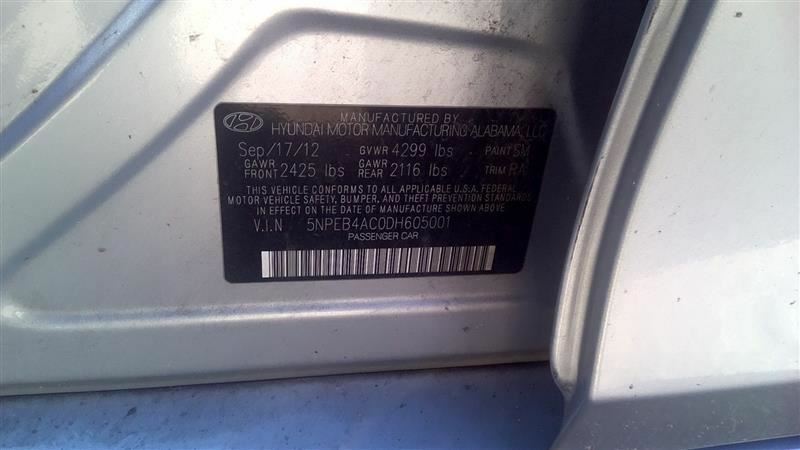 MANUFACTURED BY
HYUNDAI MOTOR MANUFACTURING ALABAMA, LLC
Sep/17/12 GVWR 4299 lbs PAINT SM
GAWR FRONT 2425 lbs GAWR REAR 2116 lbs TRIM RA
THIS VEHICLE CONFORMS TO ALL APPLICABLE U.S.A. FEDERAL
MOTOR VEHICLE SAFETY, BUMPER, AND THEFT PREVENTION STANDARDS
IN EFFECT ON THE DATE OF MANUFACTURE SHOWN ABOVE.
V.I.N 5NPEB4AC0DH605001
PASSENGER CAR